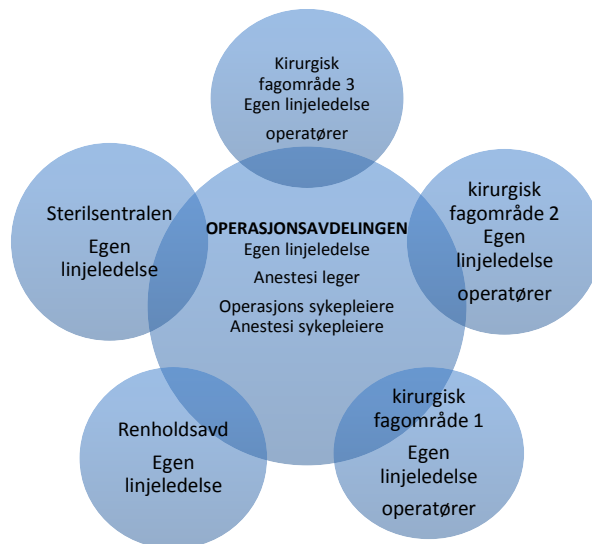 Kirurgisk
fagområde 3
Egen linjeledelse
operatører
Sterilsentralen
Egen
linjeledelse
OPERASJONSAVDELINGEN
Egen linjeledelse
Anestesi leger
Operasjons sykepleiere
Anestesi sykepleiere
kirurgisk
fagområde 2
Egen
linjeledelse
operatører
Renholdsavd
Egen
linjeledelse
kirurgisk
fagområde 1
Egen
linjeledelse
operatører